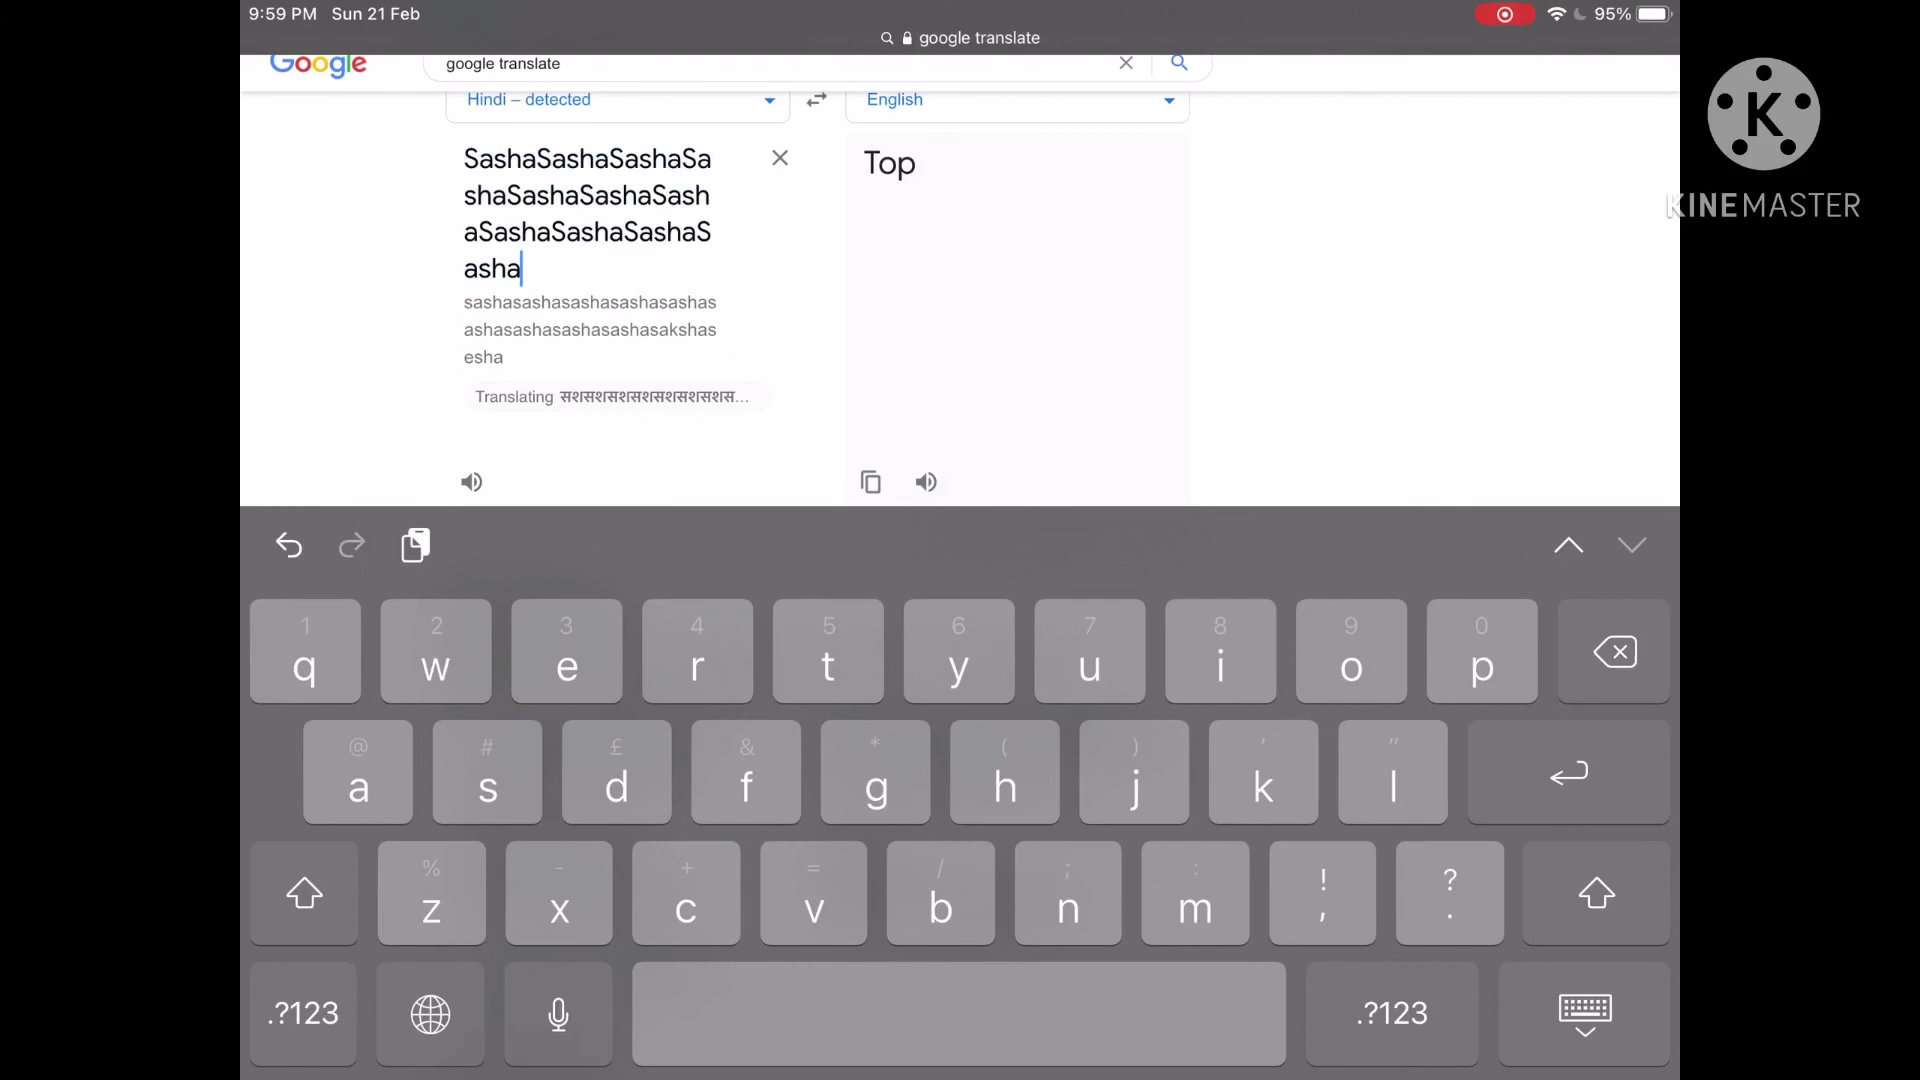 9:59 PM Sun 21 Feb
95%
google translate
Google
google translate
Hindi – detected
English
SashaSashaSashaSa
shaSashaSashaSash
aSashaSashaSashaS
asha
sashasashasashasashasashas
ashasashasashasashasakshas
esha
Translating सशसशसशसशसशसशसशस...
Top
K
KINEMASTER
1 2 3 4 5 6 7 8 9 0
q w e r t y u i o p
@ # £ & * ( ) ' "
a s d f g h j k l
% - + = / ; : ! ?
z x c v b n m , .
.?123 .?123